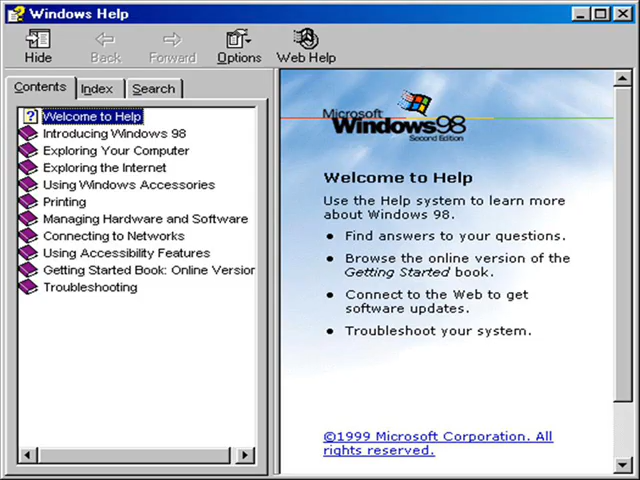 Windows Help
Hide Back Forward Options Web Help
Contents Index Search
Welcome to Help
Introducing Windows 98
Exploring Your Computer
Exploring the Internet
Using Windows Accessories
Printing
Managing Hardware and Software
Connecting to Networks
Using Accessibility Features
Getting Started Book: Online Version
Troubleshooting
Microsoft
Windows98
Second Edition
Welcome to Help
Use the Help system to learn more
about Windows 98.
• Find answers to your questions.
• Browse the online version of the
Getting Started book.
• Connect to the Web to get
software updates.
• Troubleshoot your system.
©1999 Microsoft Corporation. All
rights reserved.